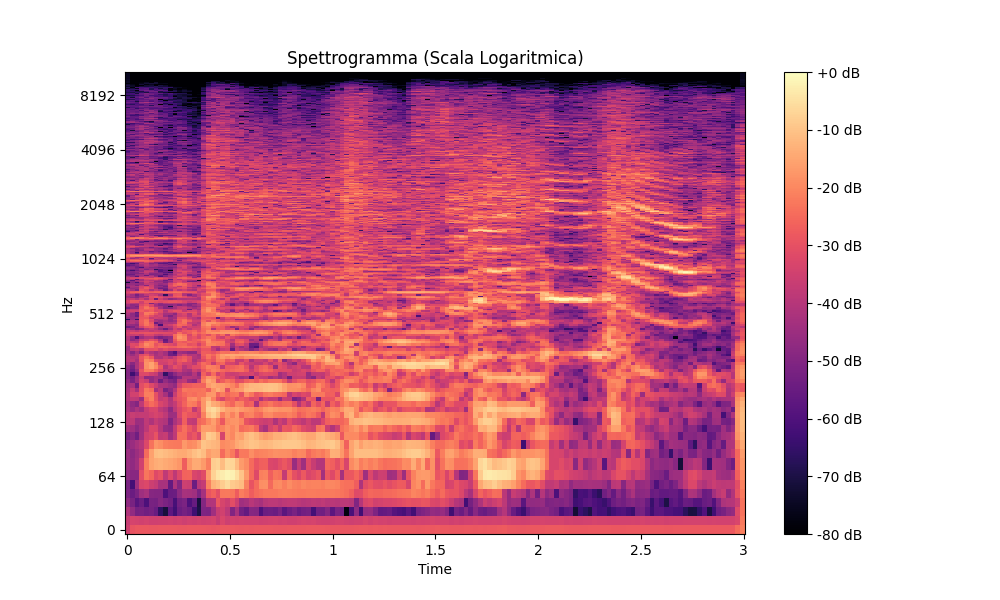 Spettrogramma (Scala Logaritmica)
Hz
8192
4096
2048
1024
512
256
128
64
0
0 0.5 1 1.5 2 2.5 3
Time
+0 dB
-10 dB
-20 dB
-30 dB
-40 dB
-50 dB
-60 dB
-70 dB
-80 dB